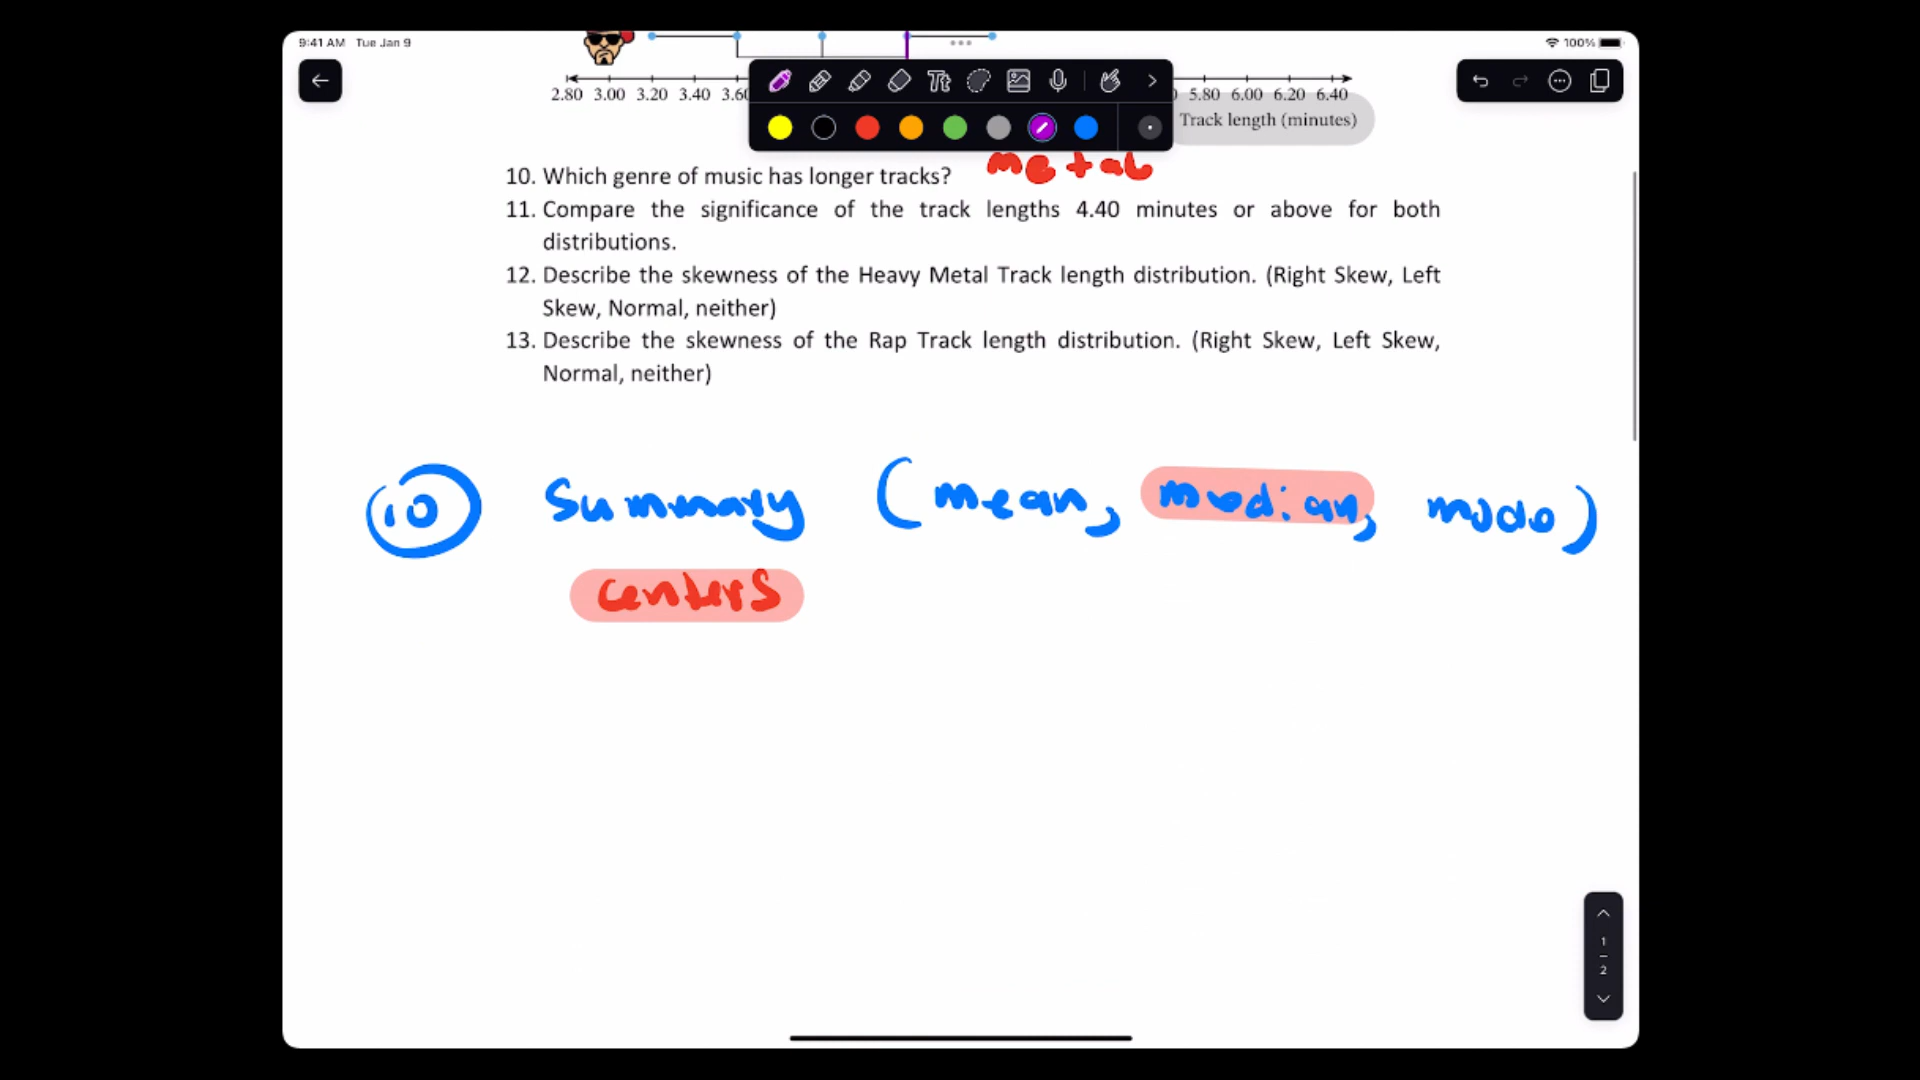 9:41 AM Tue Jan 9
100%
2.80 3.00 3.20 3.40 5.80 6.00 6.20 6.40
Track length (minutes)
metal
10. Which genre of music has longer tracks?
11. Compare the significance of the track lengths 4.40 minutes or above for both
distributions.
12. Describe the skewness of the Heavy Metal Track length distribution. (Right Skew, Left
Skew, Normal, neither)
13. Describe the skewness of the Rap Track length distribution. (Right Skew, Left Skew,
Normal, neither)
10 Summary (mean, median, mode)
centers
1
2